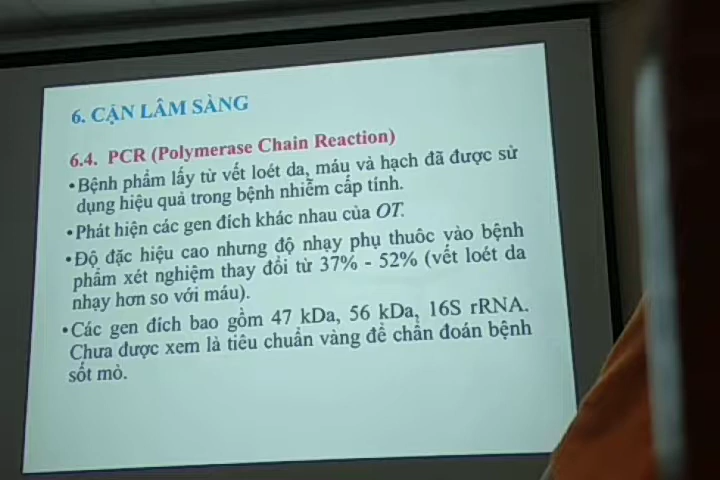 6. CẬN LÂM SÀNG
6.4. PCR (Polymerase Chain Reaction)
•Bệnh phẩm lấy từ vết loét da, máu và hạch đã được sử
dụng hiệu quả trong bệnh nhiễm cấp tính.
•Phát hiện các gen đích khác nhau của OT.
•Độ đặc hiệu cao nhưng độ nhạy phụ thuôc vào bệnh
phẩm xét nghiệm thay đổi từ 37% - 52% (vết loét da
nhạy hơn so với máu).
•Các gen đích bao gồm 47 kDa, 56 kDa, 16S rRNA.
Chưa được xem là tiêu chuẩn vàng để chẩn đoán bệnh
sốt mò.